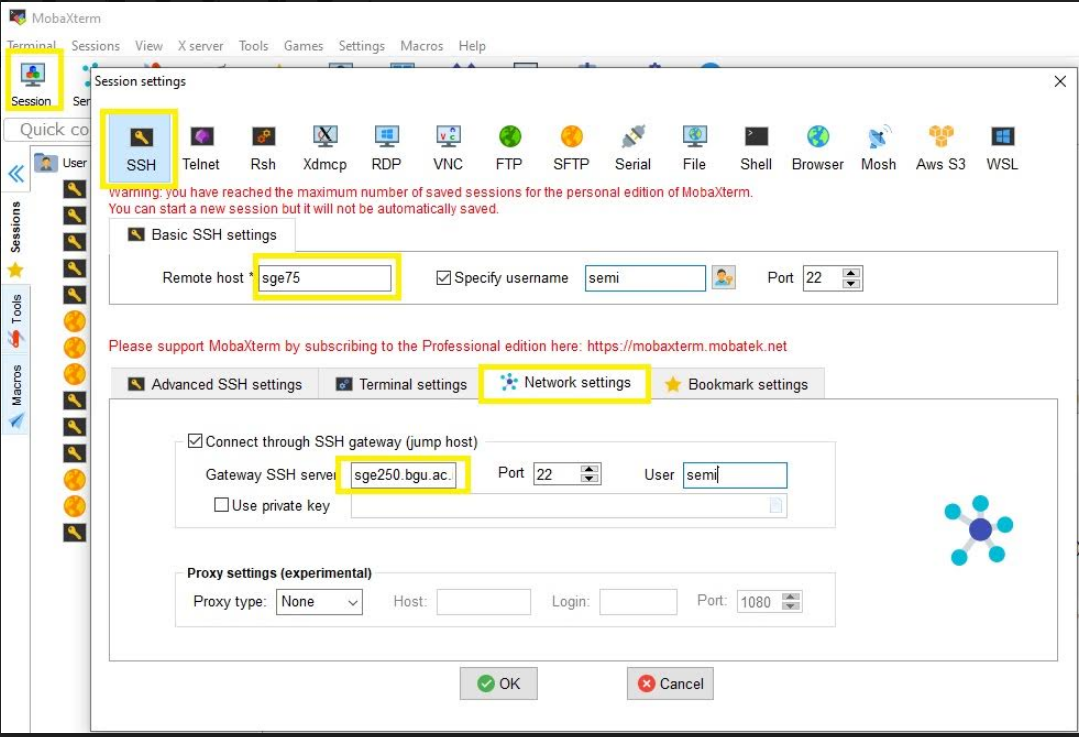 MobaXterm
Terminal Sessions View X server Tools Games Settings Macros Help
Session
Session settings
Quick co
User
SSH Telnet Rsh Xdmcp RDP VNC FTP SFTP Serial File Shell Browser Mosh Aws S3 WSL
Warning: you have reached the maximum number of saved sessions for the personal edition of MobaXterm.
You can start a new session but it will not be automatically saved.
Basic SSH settings
Remote host * sge75 Specify username semi Port 22
Please support MobaXterm by subscribing to the Professional edition here: https://mobaxterm.mobatek.net
Advanced SSH settings Terminal settings Network settings Bookmark settings
Connect through SSH gateway (jump host)
Gateway SSH server sge250.bgu.ac. Port 22 User semi
Use private key
Proxy settings (experimental)
Proxy type: None Host: Login: Port: 1080
OK Cancel
Sessions
Tools
Macros